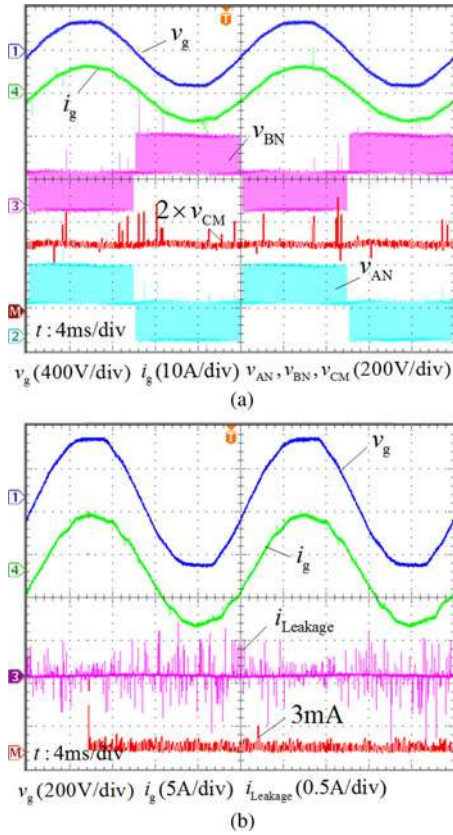 T
1
v_g
4
i_g
v_BN
3
2 × v_CM
v_AN
M
2
t : 4ms/div
v_g (400V/div) i_g (10A/div) v_AN, v_BN, v_CM (200V/div)
(a)
T
v_g
1
4
i_g
i_Leakage
3
3mA
M
t : 4ms/div
v_g (200V/div) i_g (5A/div) i_Leakage (0.5A/div)
(b)